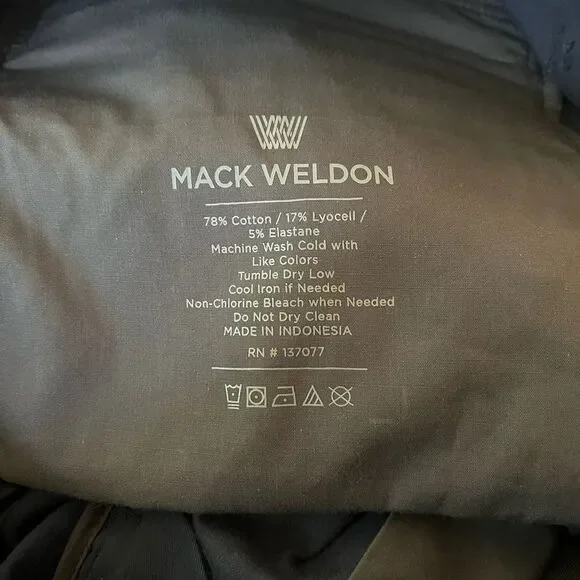 MACK WELDON
78% Cotton / 17% Lyocell /
5% Elastane
Machine Wash Cold with
Like Colors
Tumble Dry Low
Cool Iron if Needed
Non-Chlorine Bleach when Needed
Do Not Dry Clean
MADE IN INDONESIA
RN # 137077